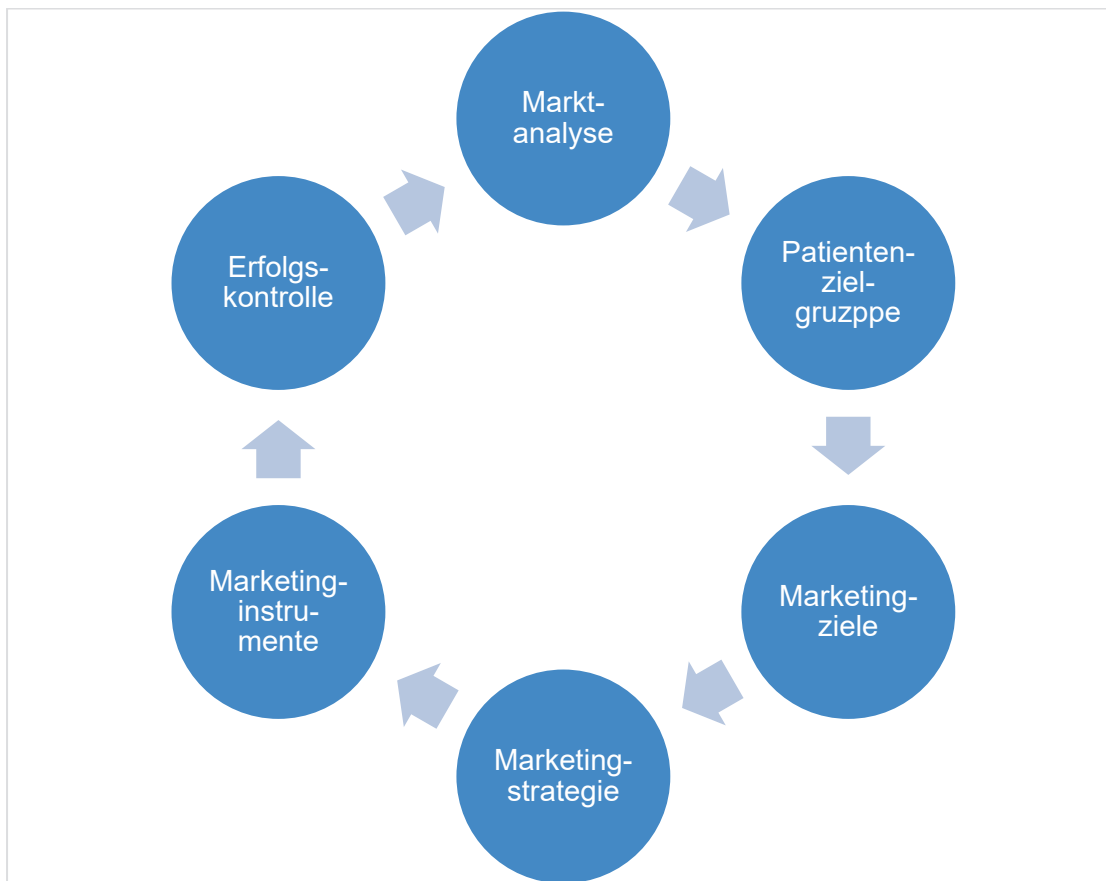 Markt-
analyse
Patienten-
ziel-
gruzppe
Marketing-
ziele
Marketing-
strategie
Marketing-
instru-
mente
Erfolgs-
kontrolle